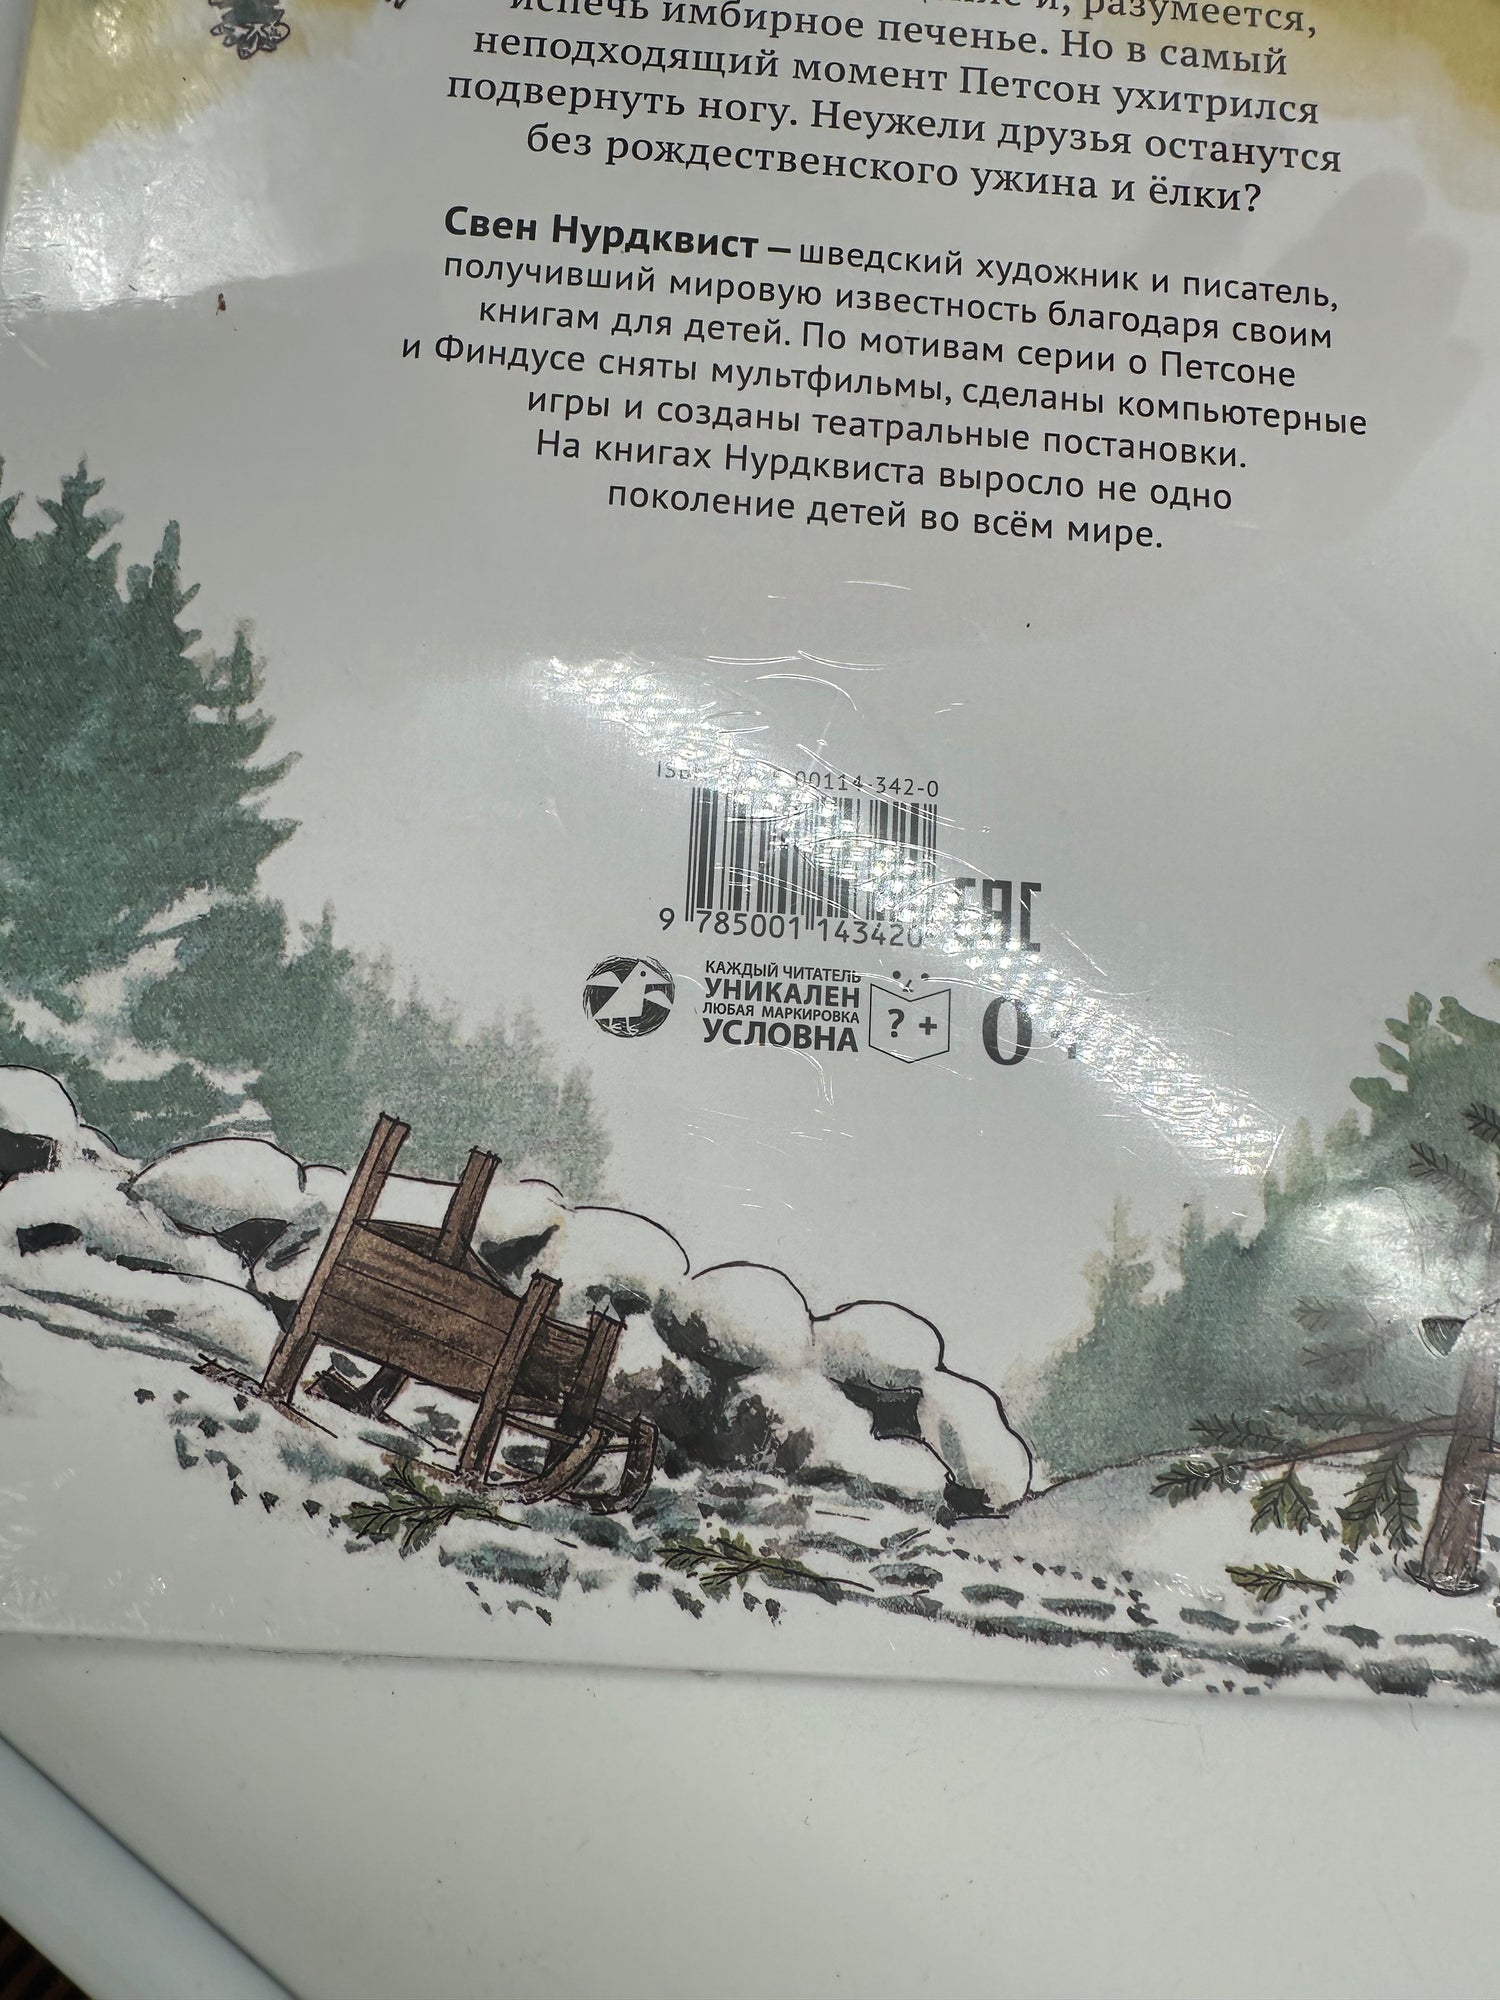 и, разумеется,
испечь имбирное печенье. Но в самый
неподходящий момент Петсон ухитрился
подвернуть ногу. Неужели друзья останутся
без рождественского ужина и ёлки?
Свен Нурдквист – шведский художник и писатель,
получивший мировую известность благодаря своим
книгам для детей. По мотивам серии о Петсоне
и Финдусе сняты мультфильмы, сделаны компьютерные
игры и созданы театральные постановки.
На книгах Нурдквиста выросло не одно
поколение детей во всём мире.
00114-342-0
9 785001 143420
ЕАС
КАЖДЫЙ ЧИТАТЕЛЬ
УНИКАЛЕН
ЛЮБАЯ МАРКИРОВКА
УСЛОВНА
? +
0+